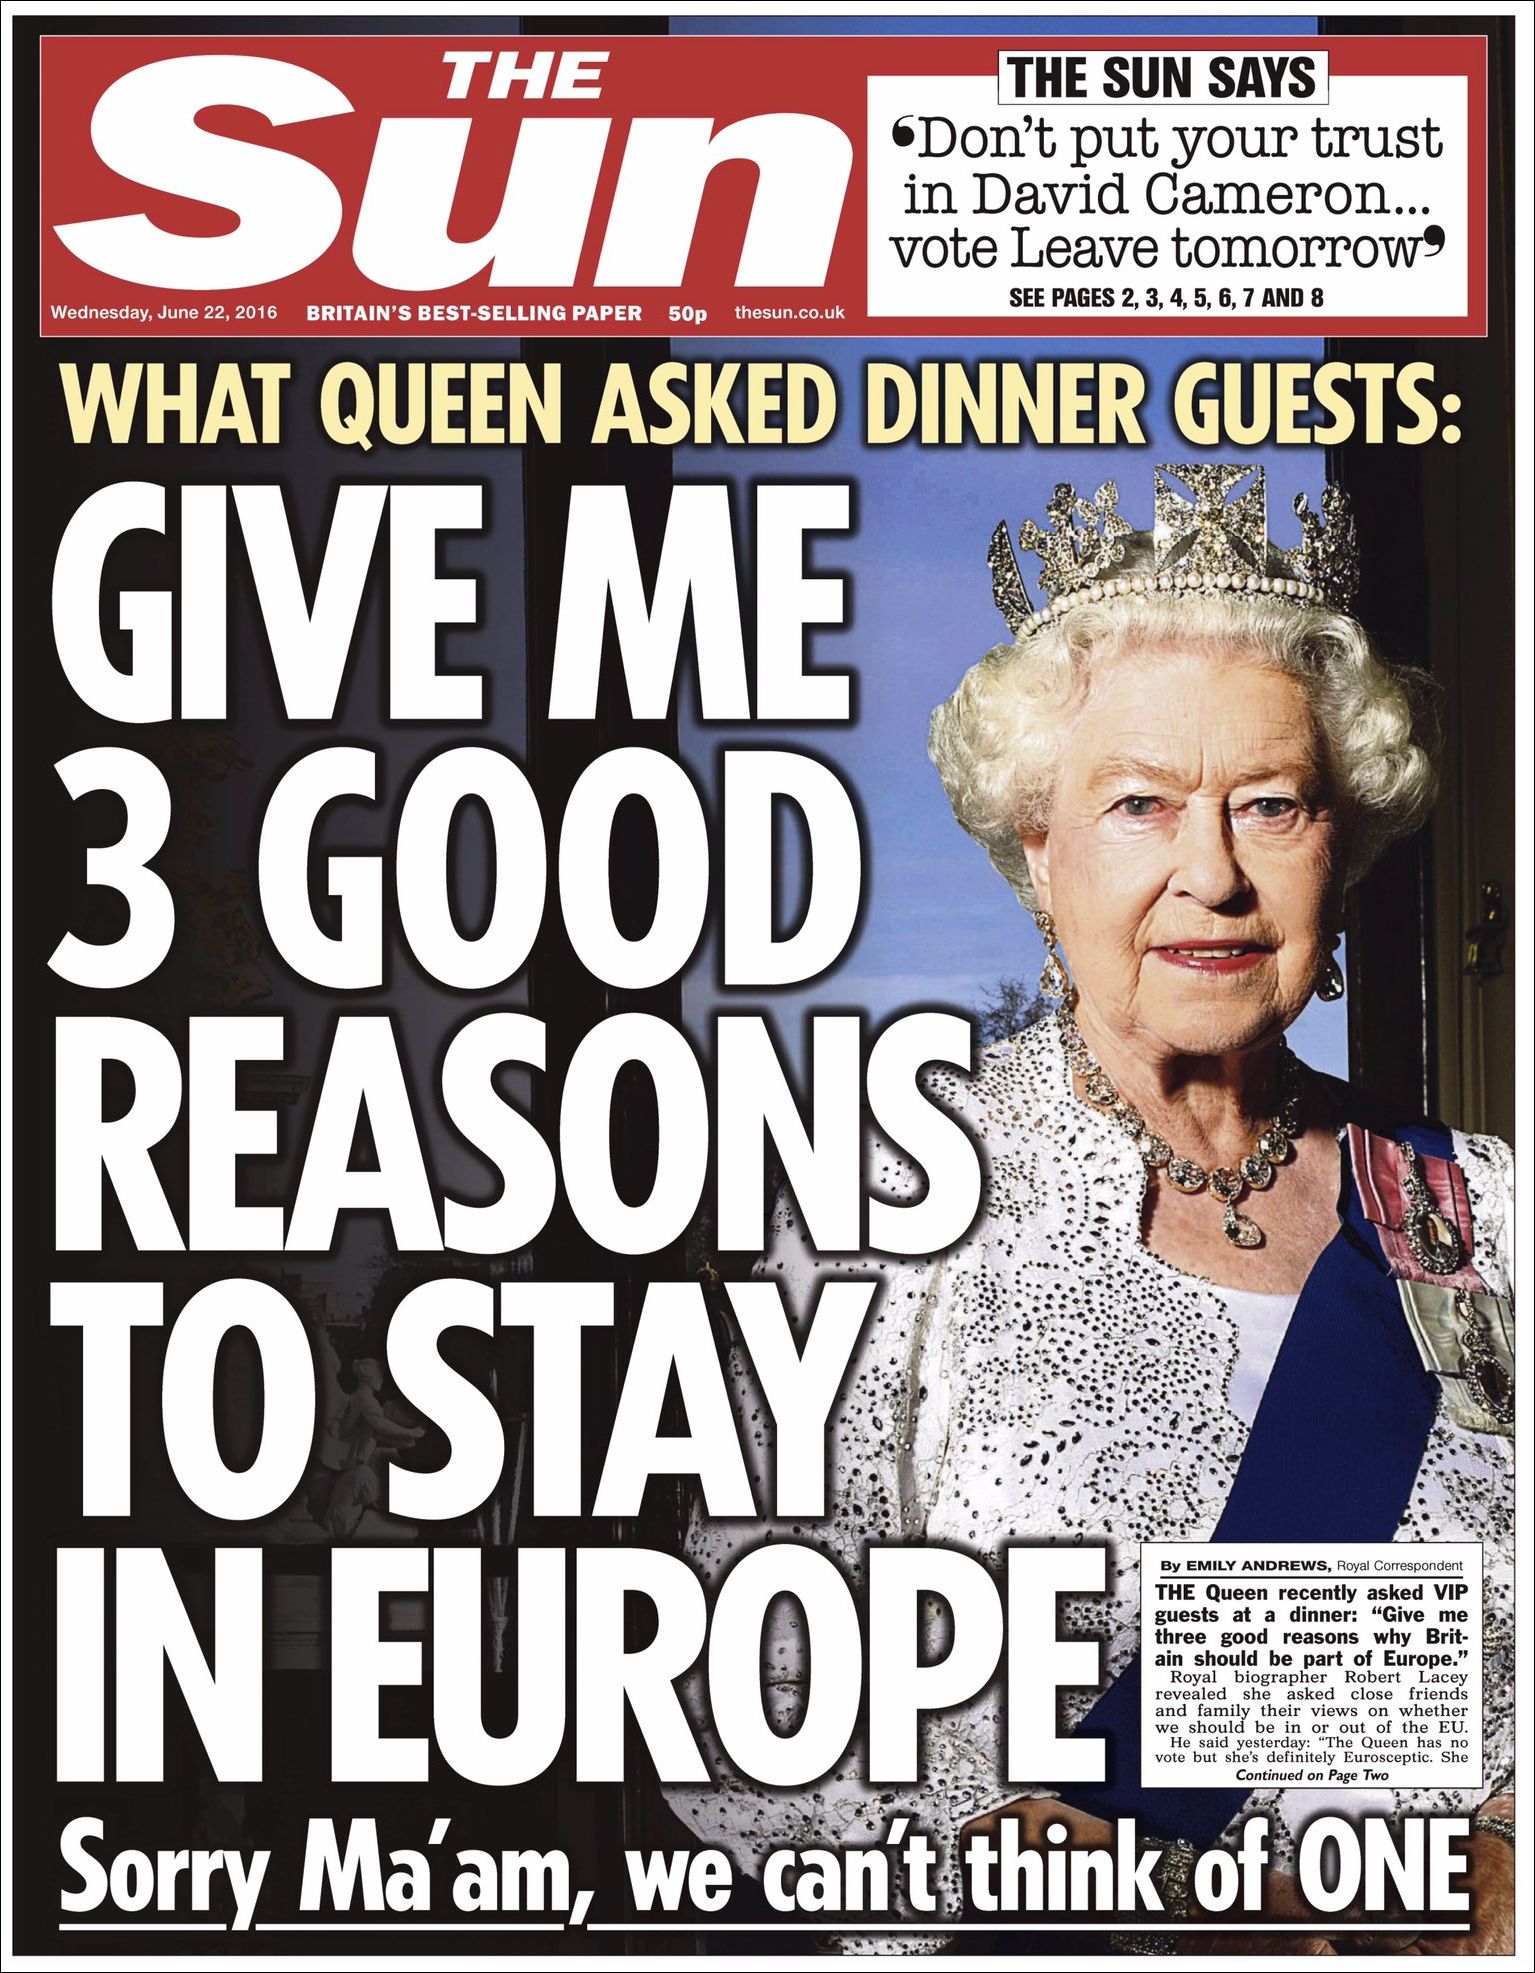 THE
Sun
Wednesday, June 22, 2016 BRITAIN'S BEST-SELLING PAPER 50p thesun.co.uk
THE SUN SAYS
‘Don't put your trust
in David Cameron...
vote Leave tomorrow’
SEE PAGES 2, 3, 4, 5, 6, 7 AND 8
WHAT QUEEN ASKED DINNER GUESTS:
GIVE ME
3 GOOD
REASONS
TO STAY
IN EUROPE
By EMILY ANDREWS, Royal Correspondent
THE Queen recently asked VIP
guests at a dinner: “Give me
three good reasons why Brit-
ain should be part of Europe.”
Royal biographer Robert Lacey
revealed she asked close friends
and family their views on whether
we should be in or out of the EU.
He said yesterday: “The Queen has no
vote but she's definitely Eurosceptic. She
Continued on Page Two
Sorry Ma'am, we can't think of ONE